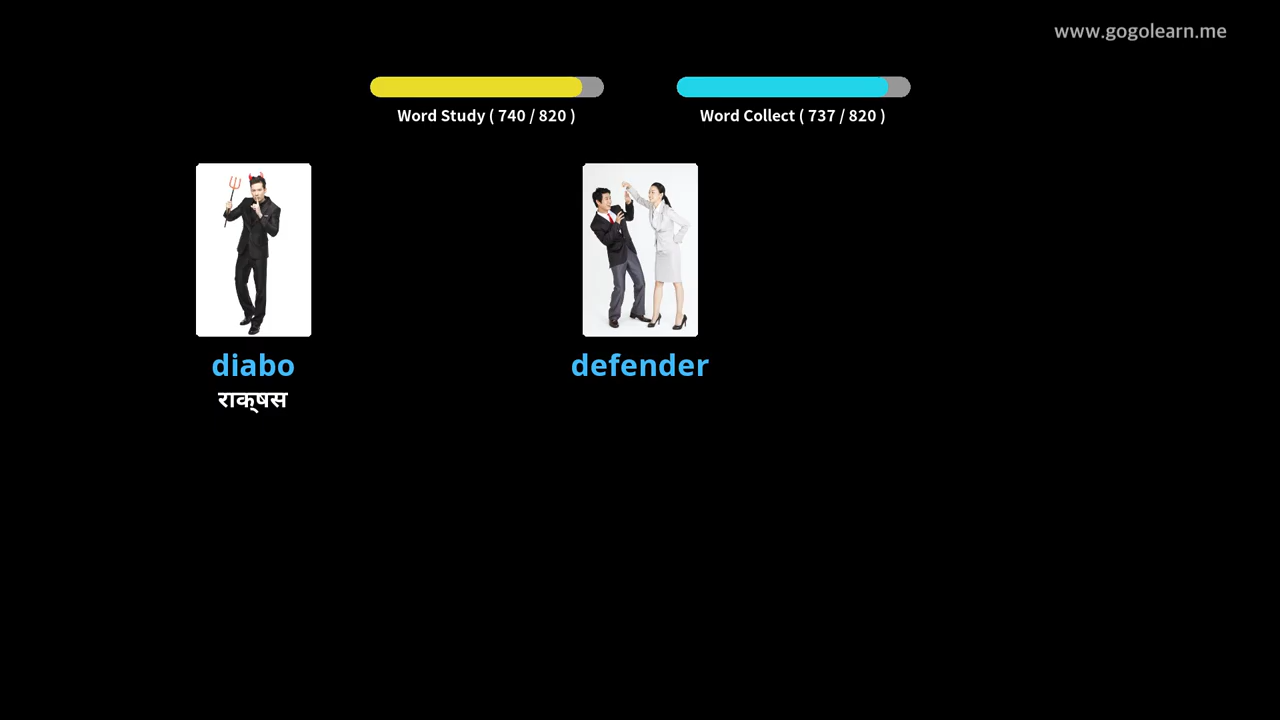 www.gogolearn.me
Word Study ( 740 / 820 )
Word Collect ( 737 / 820 )
diabo
defender
राक्षस